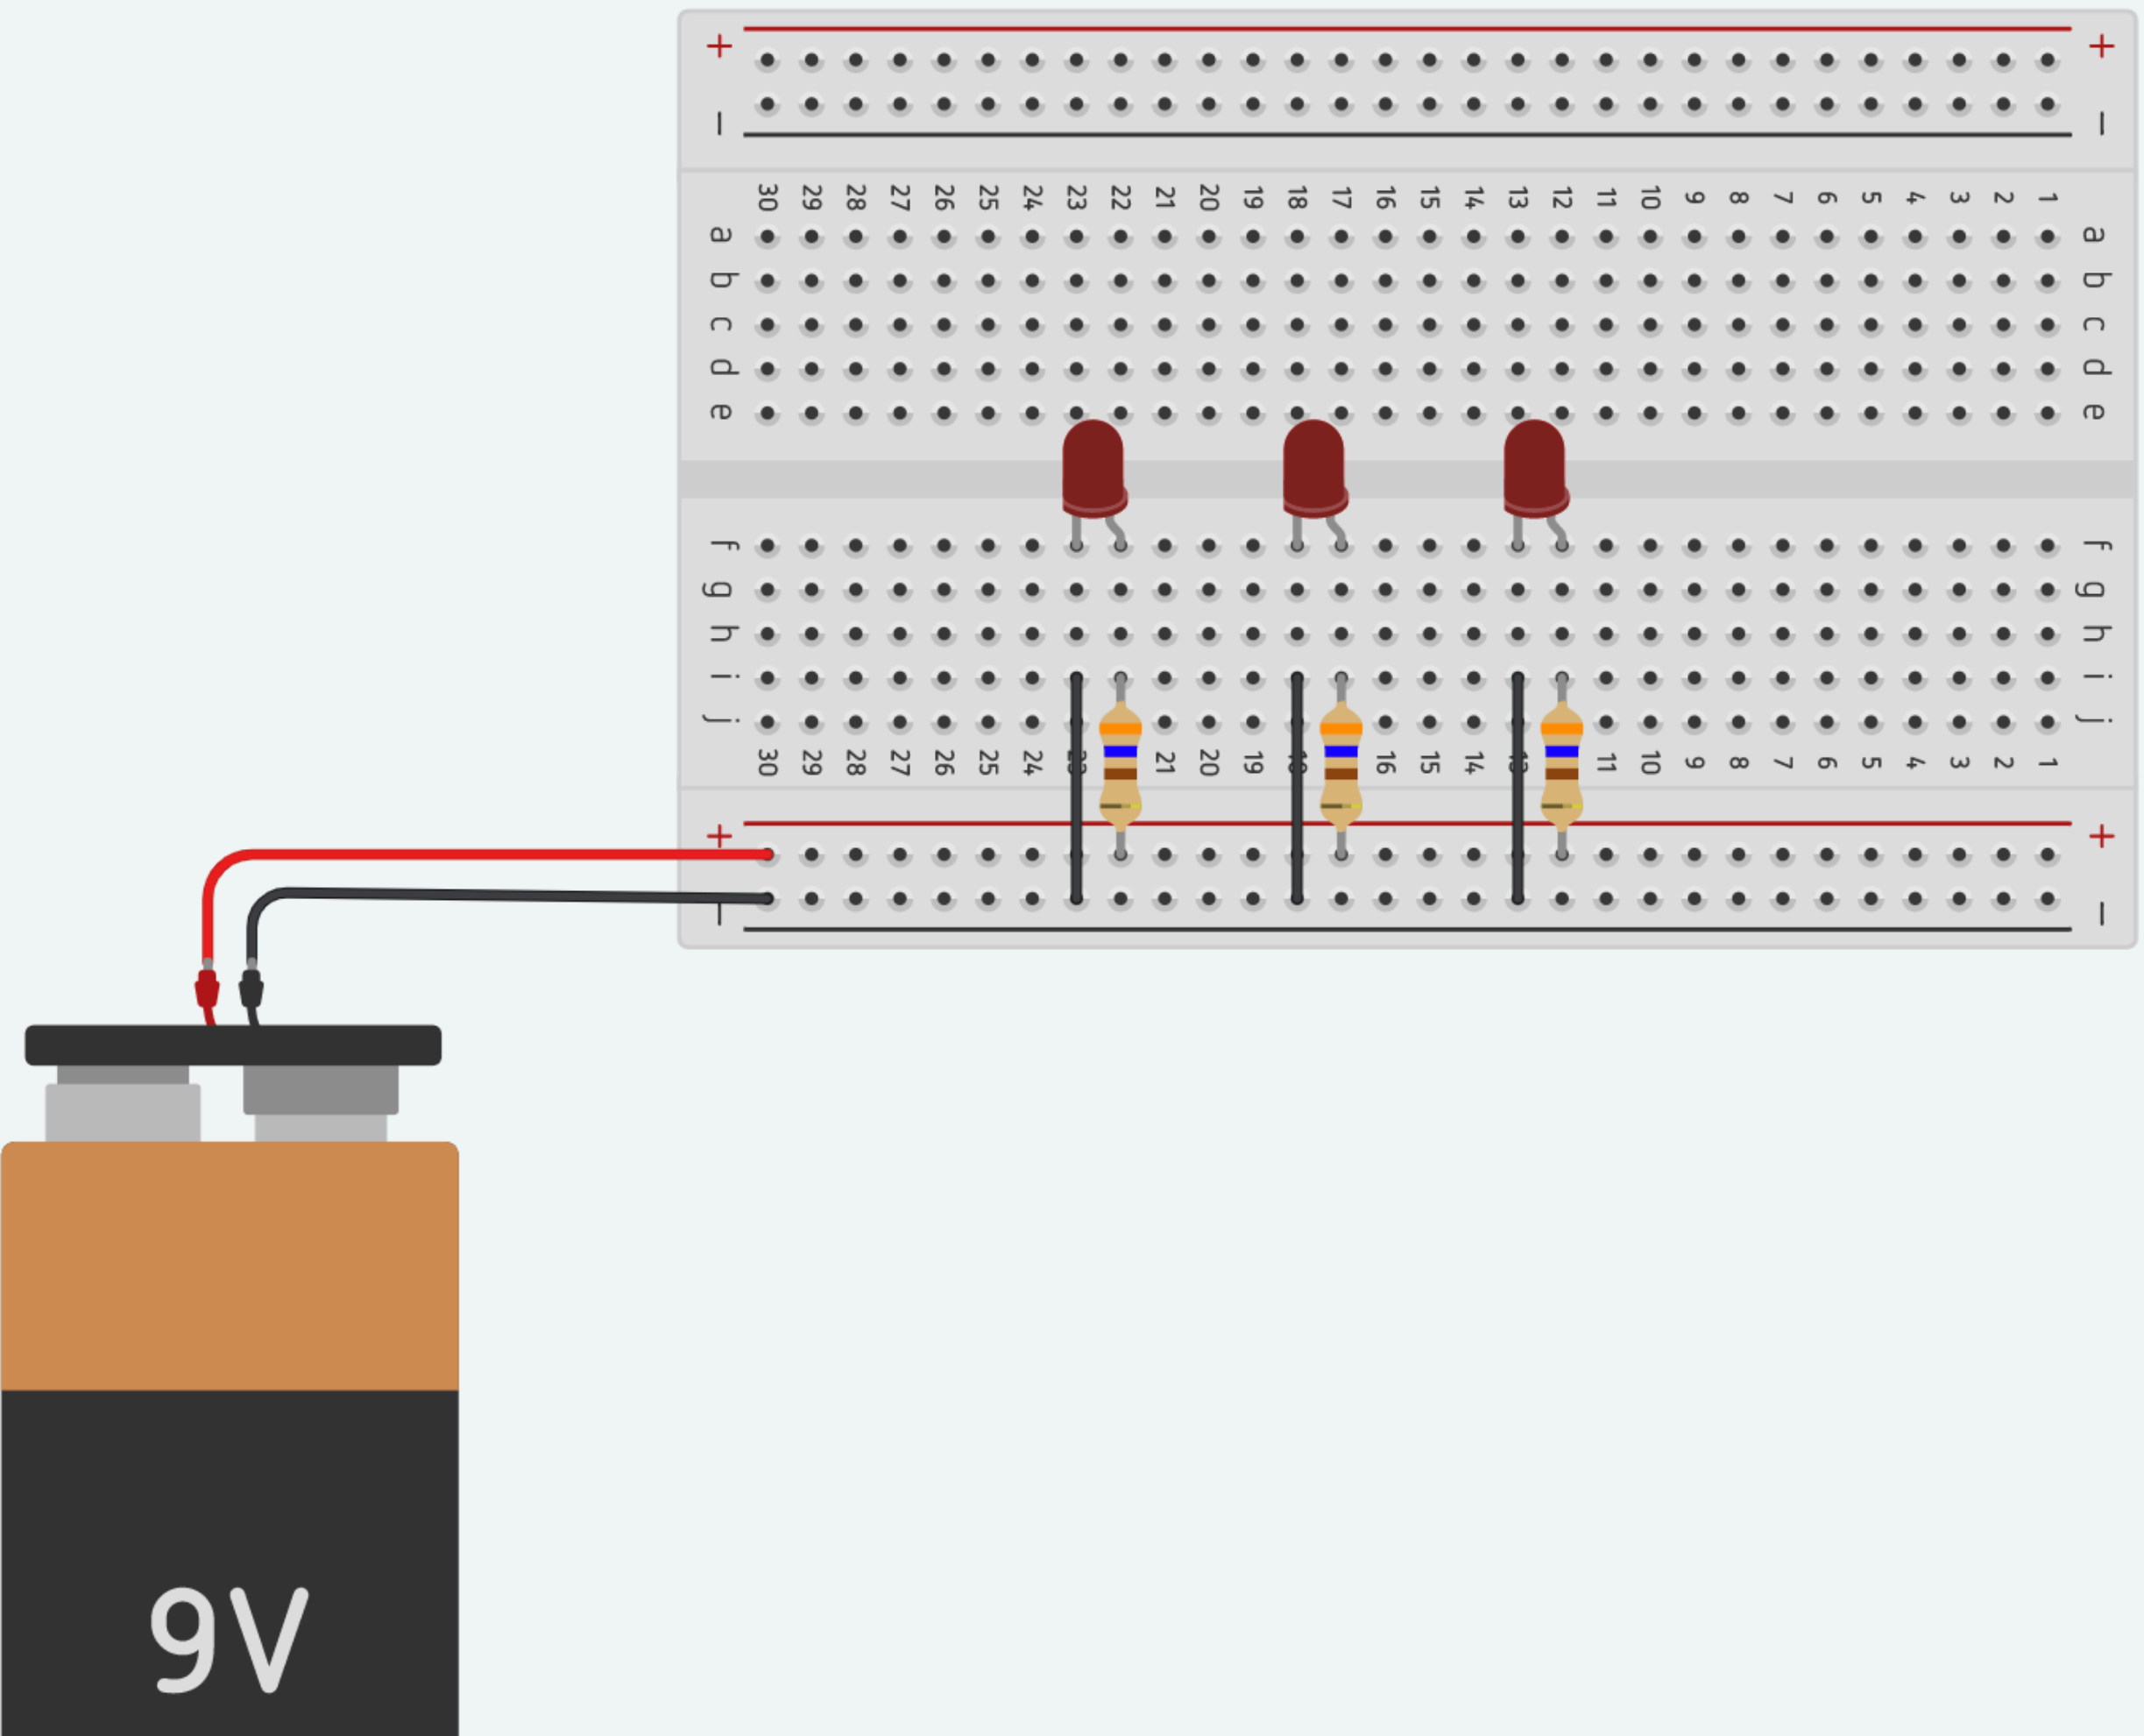 + +
− −
30 29 28 27 26 25 24 23 22 21 20 19 18 17 16 15 14 13 12 11 10 9 8 7 6 5 4 3 2 1
a a
b b
c c
d d
e e
f f
g g
h h
i i
j j
30 29 28 27 26 25 24 21 20 19 16 15 14 11 10 9 8 7 6 5 4 3 2 1
+ +
− −
9V